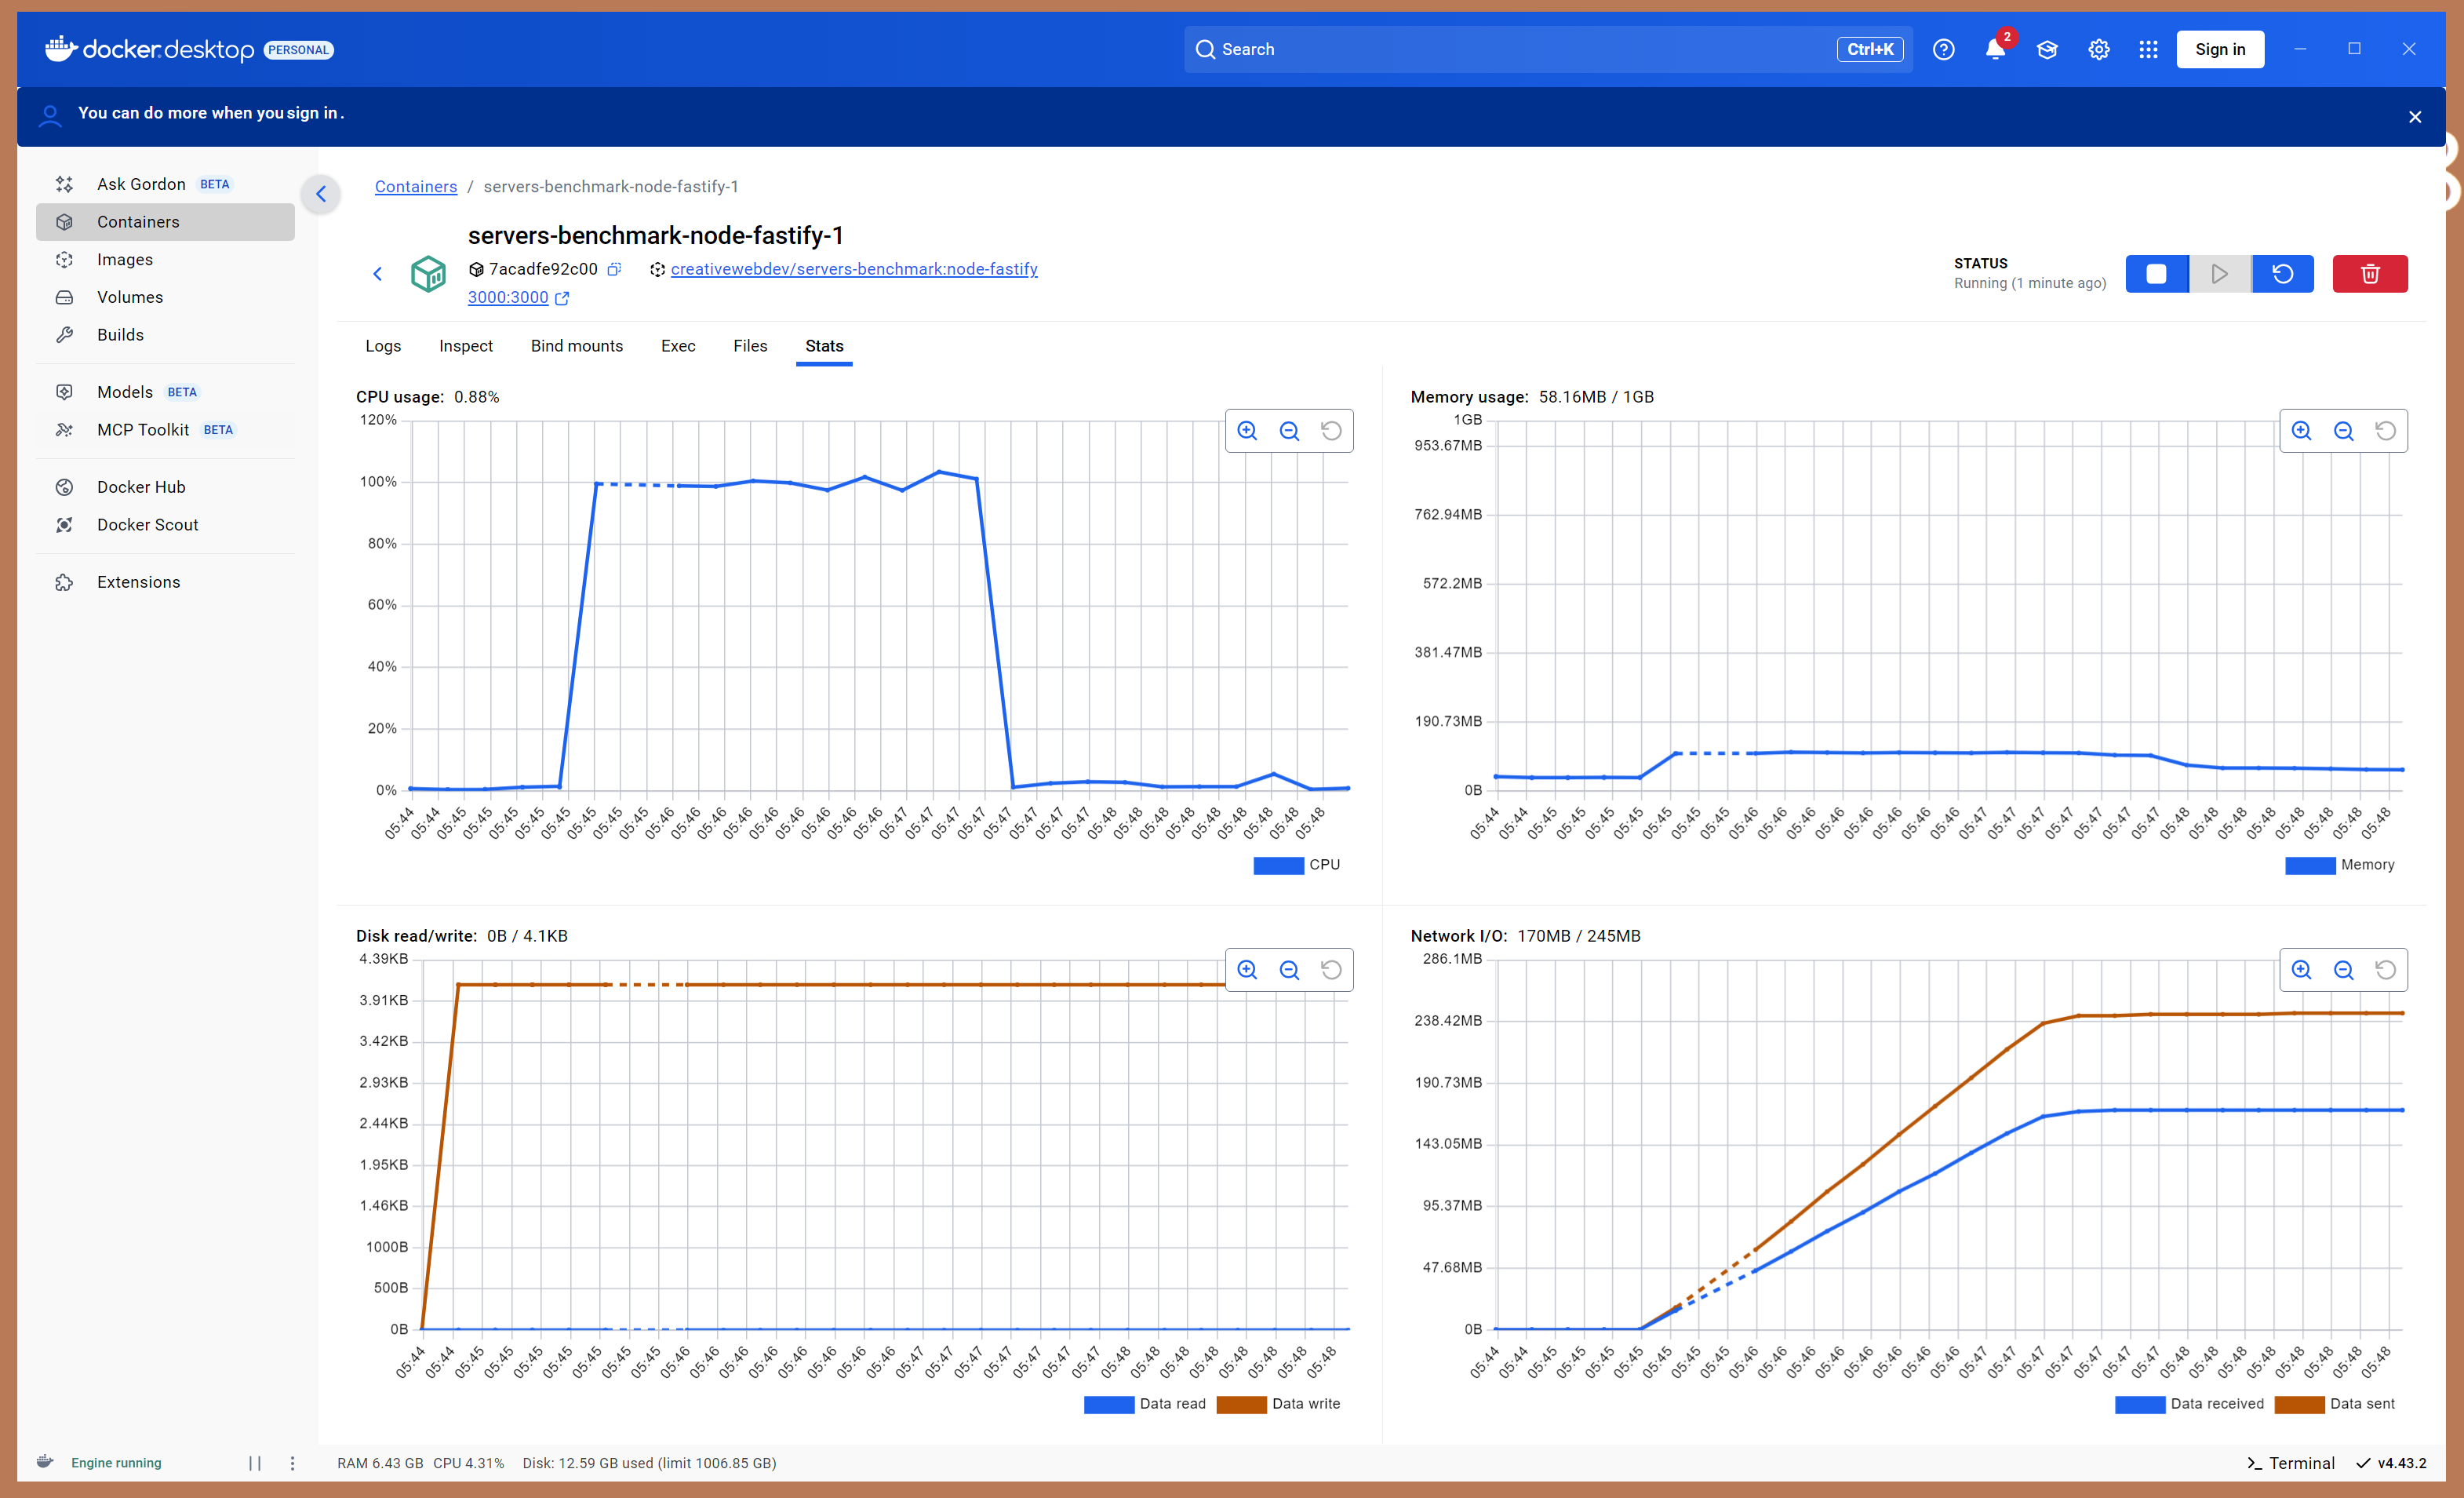 docker.desktop PERSONAL
Search
Ctrl+K
2
Sign in
You can do more when you sign in.
Ask Gordon BETA
Containers
Images
Volumes
Builds
Models BETA
MCP Toolkit BETA
Docker Hub
Docker Scout
Extensions
Containers / servers-benchmark-node-fastify-1
servers-benchmark-node-fastify-1
7acadfe92c00 creativewebdev/servers-benchmark:node-fastify
3000:3000
STATUS
Running (1 minute ago)
Logs Inspect Bind mounts Exec Files Stats
CPU usage: 0.88%
120%
100%
80%
60%
40%
20%
0%
05:44 05:44 05:45 05:45 05:45 05:45 05:45 05:45 05:45 05:45 05:46 05:46 05:46 05:46 05:46 05:46 05:46 05:46 05:46 05:47 05:47 05:47 05:47 05:47 05:47 05:47 05:47 05:48 05:48 05:48 05:48 05:48 05:48 05:48 05:48 05:48
CPU
Memory usage: 58.16MB / 1GB
1GB
953.67MB
762.94MB
572.2MB
381.47MB
190.73MB
0B
05:44 05:44 05:45 05:45 05:45 05:45 05:45 05:45 05:45 05:46 05:46 05:46 05:46 05:46 05:46 05:46 05:46 05:47 05:47 05:47 05:47 05:47 05:47 05:47 05:48 05:48 05:48 05:48 05:48 05:48 05:48 05:48
Memory
Disk read/write: 0B / 4.1KB
4.39KB
3.91KB
3.42KB
2.93KB
2.44KB
1.95KB
1.46KB
1000B
500B
0B
05:44 05:44 05:45 05:45 05:45 05:45 05:45 05:45 05:45 05:46 05:46 05:46 05:46 05:46 05:46 05:46 05:46 05:47 05:47 05:47 05:47 05:47 05:47 05:47 05:48 05:48 05:48 05:48 05:48 05:48 05:48 05:48
Data read Data write
Network I/O: 170MB / 245MB
286.1MB
238.42MB
190.73MB
143.05MB
95.37MB
47.68MB
0B
05:44 05:44 05:45 05:45 05:45 05:45 05:45 05:45 05:45 05:46 05:46 05:46 05:46 05:46 05:46 05:46 05:46 05:47 05:47 05:47 05:47 05:47 05:47 05:47 05:48 05:48 05:48 05:48 05:48 05:48 05:48 05:48
Data received Data sent
Engine running
RAM 6.43 GB CPU 4.31% Disk: 12.59 GB used (limit 1006.85 GB)
Terminal
v4.43.2